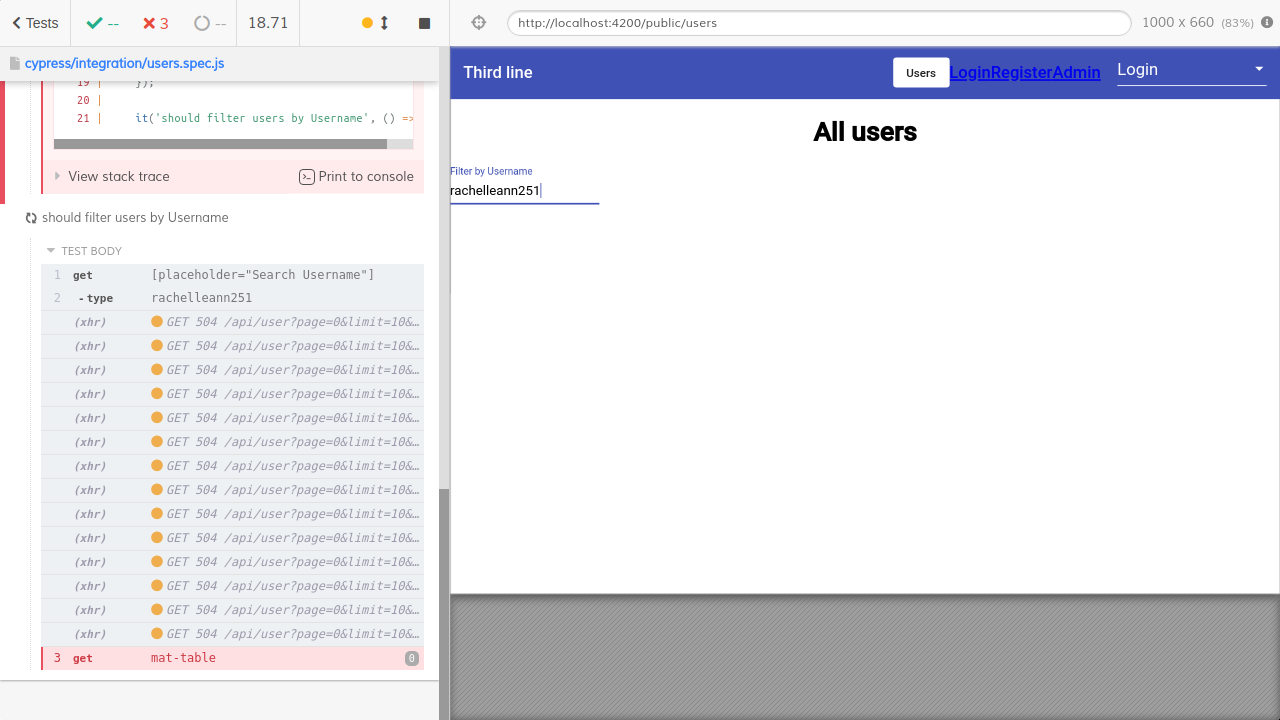 Tests
--
3
--
18.71
http://localhost:4200/public/users
1000 x 660 (83%)
cypress/integration/users.spec.js
19 | });
20 |
21 | it('should filter users by Username', () =>
View stack trace
Print to console
should filter users by Username
TEST BODY
1 get [placeholder="Search Username"]
2 -type rachelleann251
(xhr) GET 504 /api/user?page=0&limit=10&…
(xhr) GET 504 /api/user?page=0&limit=10&…
(xhr) GET 504 /api/user?page=0&limit=10&…
(xhr) GET 504 /api/user?page=0&limit=10&…
(xhr) GET 504 /api/user?page=0&limit=10&…
(xhr) GET 504 /api/user?page=0&limit=10&…
(xhr) GET 504 /api/user?page=0&limit=10&…
(xhr) GET 504 /api/user?page=0&limit=10&…
(xhr) GET 504 /api/user?page=0&limit=10&…
(xhr) GET 504 /api/user?page=0&limit=10&…
(xhr) GET 504 /api/user?page=0&limit=10&…
(xhr) GET 504 /api/user?page=0&limit=10&…
(xhr) GET 504 /api/user?page=0&limit=10&…
(xhr) GET 504 /api/user?page=0&limit=10&…
3 get mat-table 0
Third line
Users
LoginRegisterAdmin
Login
All users
Filter by Username
rachelleann251